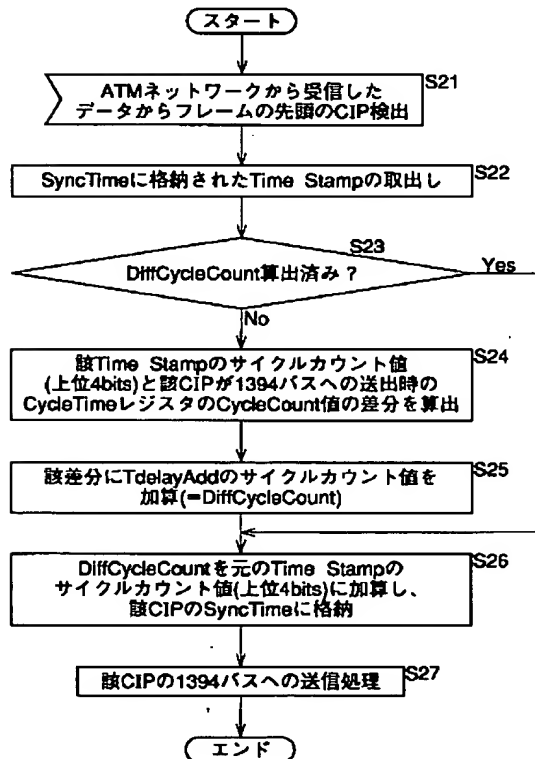 スタート
ATMネットワークから受信した
データからフレームの先頭のCIP検出
S21
SyncTimeに格納されたTime Stampの取出し
S22
S23
DiffCycleCount算出済み？
Yes
No
該Time Stampのサイクルカウント値
(上位4bits)と該CIPが1394バスへの送出時の
CycleTimeレジスタのCycleCount値の差分を算出
S24
該差分にTdelayAddのサイクルカウント値を
加算(=DiffCycleCount)
S25
DiffCycleCountを元のTime Stampの
サイクルカウント値(上位4bits)に加算し、
該CIPのSyncTimeに格納
S26
該CIPの1394バスへの送信処理
S27
エンド